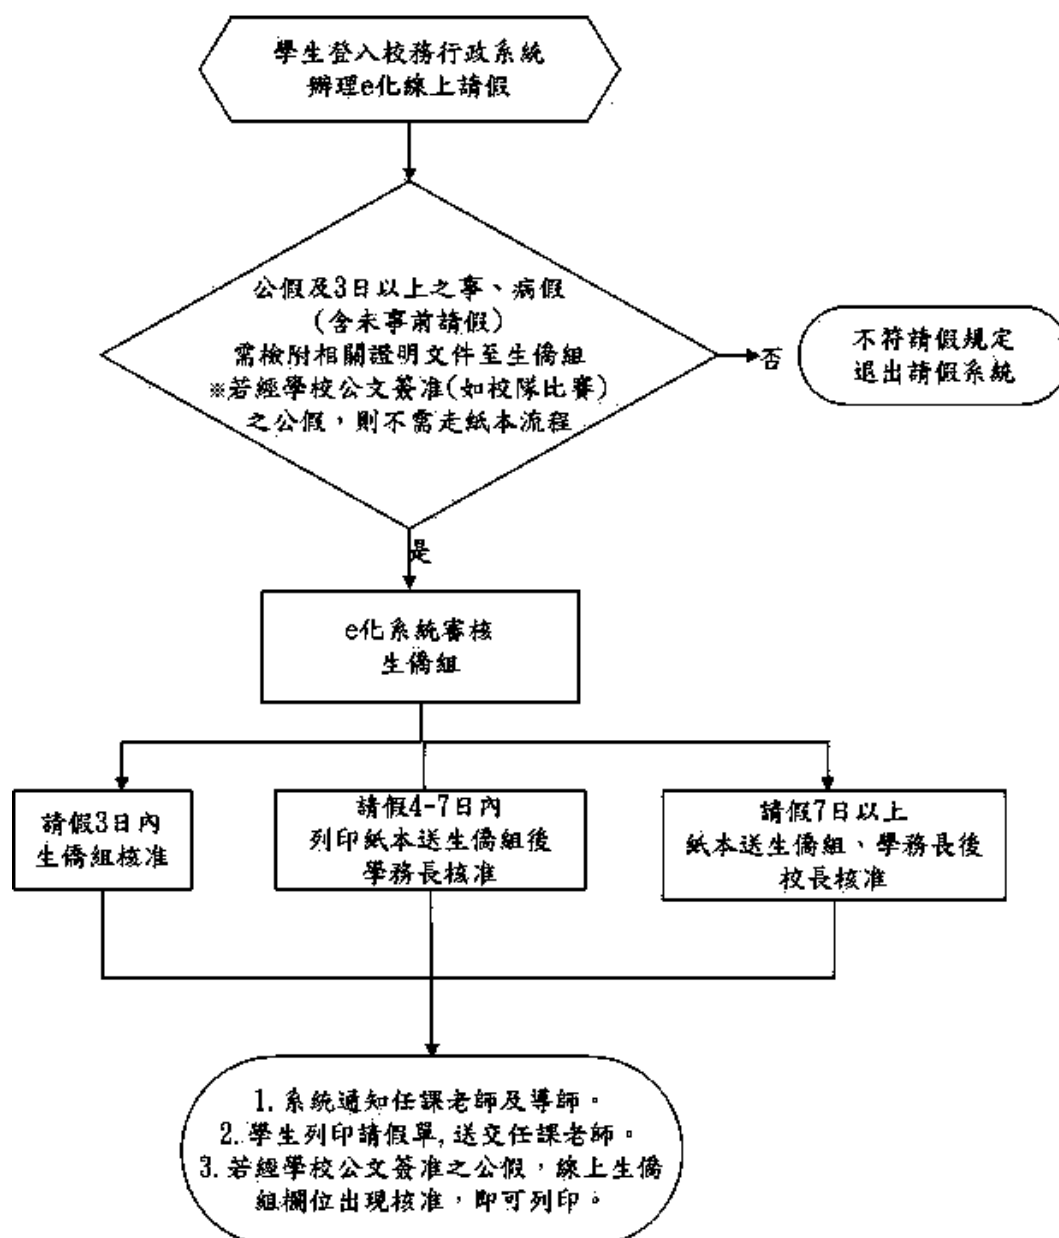 學生登入校務行政系統
辦理e化線上請假
公假及3日以上之事、病假
(含未事前請假)
需檢附相關證明文件至生僑組
※若經學校公文簽准(如校隊比賽)
之公假，則不需走紙本流程
否
不符請假規定
退出請假系統
是
e化系統審核
生僑組
請假3日內
生僑組核准
請假4-7日內
列印紙本送生僑組後
學務長核准
請假7日以上
紙本送生僑組、學務長後
校長核准
1. 系統通知任課老師及導師。
2. 學生列印請假單,送交任課老師。
3. 若經學校公文簽准之公假，線上生僑
組欄位出現核准，即可列印。